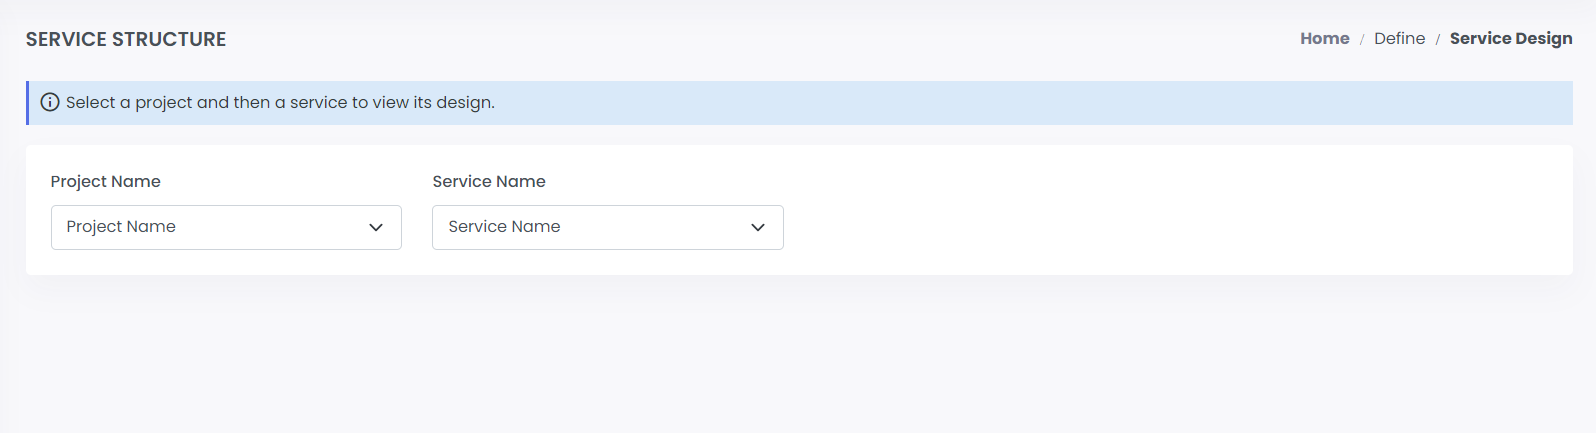 SERVICE STRUCTURE
Home / Define / Service Design
Select a project and then a service to view its design.
Project Name
Service Name
Project Name
Service Name